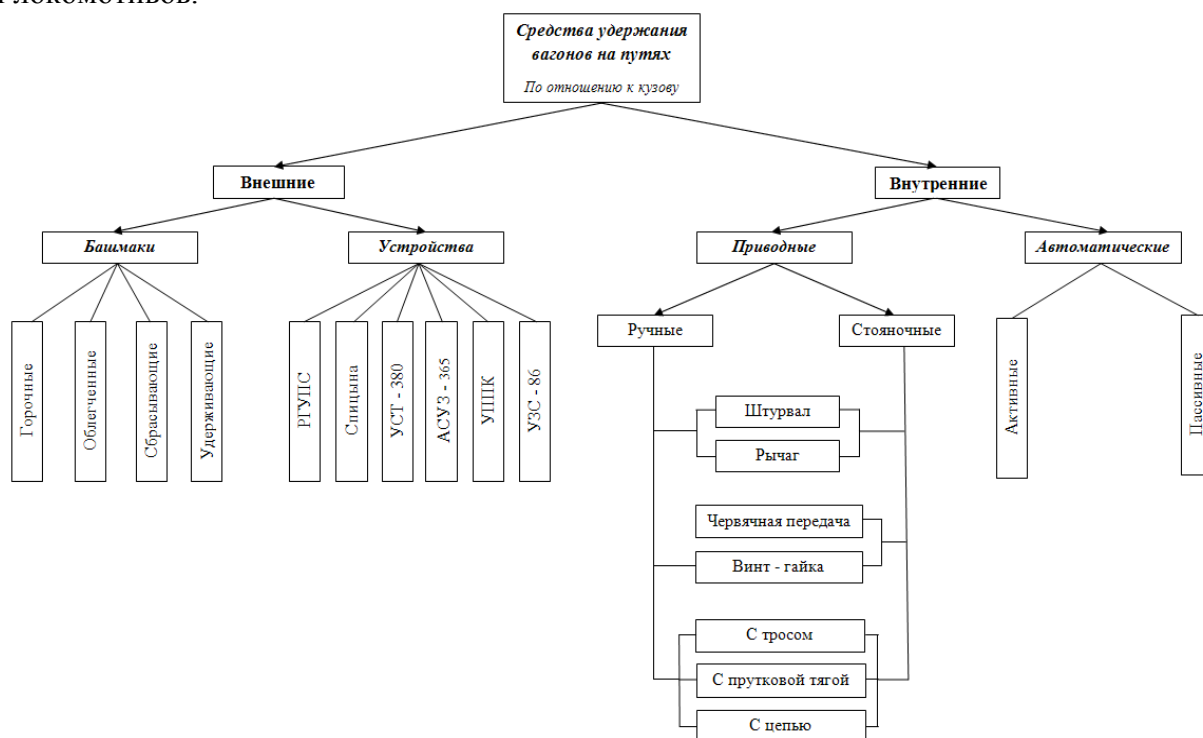 локомотивов.
Средства удержания
вагонов на путях
По отношению к кузову
Внешние
Внутренние
Башмаки
Устройства
Приводные
Автоматические
Горочные
Облегченные
Сбрасывающие
Удерживающие
РГУПС
Спицына
УСТ - 380
АСУЗ - 365
УППК
УЗС - 86
Ручные
Стояночные
Активные
Пассивные
Штурвал
Рычаг
Червячная передача
Винт - гайка
С тросом
С прутковой тягой
С цепью